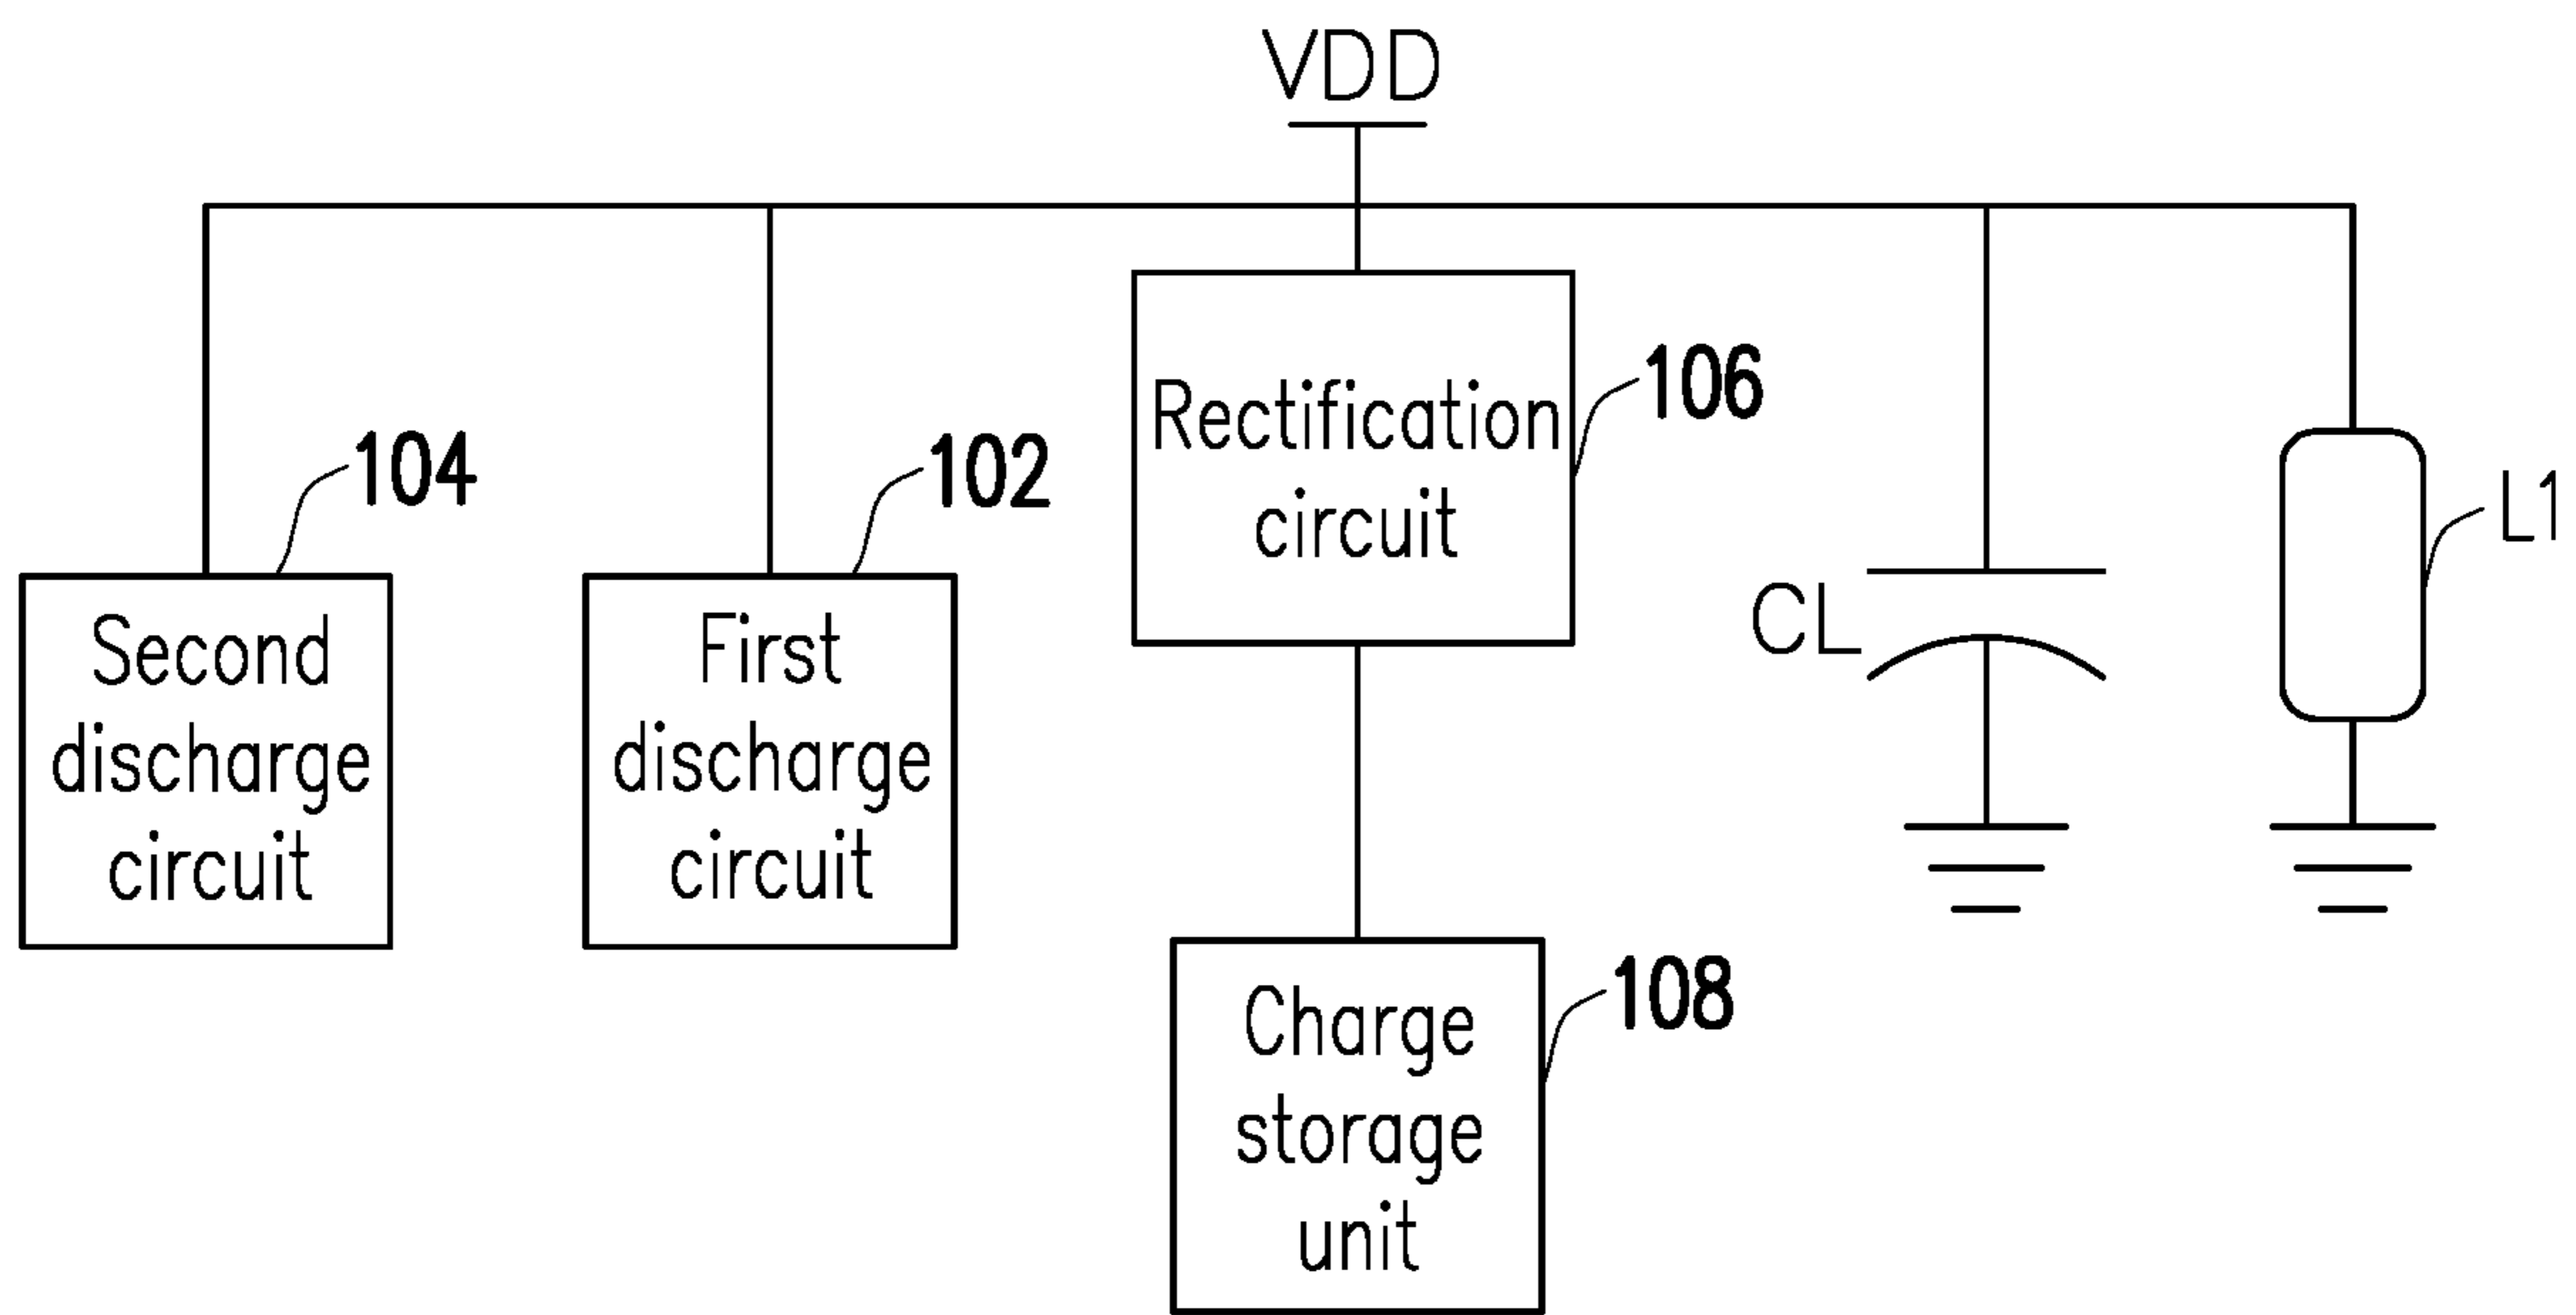 VDD
104
Second
discharge
circuit
102
First
discharge
circuit
106
Rectification
circuit
CL
L1
108
Charge
storage
unit